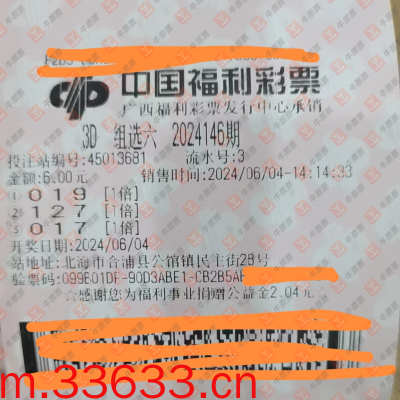 中国福利彩票
广西福利彩票发行中心承销
3D 组选六 2024146期
投注站编号:45013681 流水号:3
金额:6.00元 销售时间:2024/06/04-14:14:33
1 019 [1倍]
2 127 [1倍]
3 017 [1倍]
开奖日期:2024/06/04
站地址:北海市合浦县公馆镇民主街28号
验票码:099601DF-90D3ABE1-CB2B5AF
感谢您为福利事业捐赠公益金2.04元
m.33633.cn